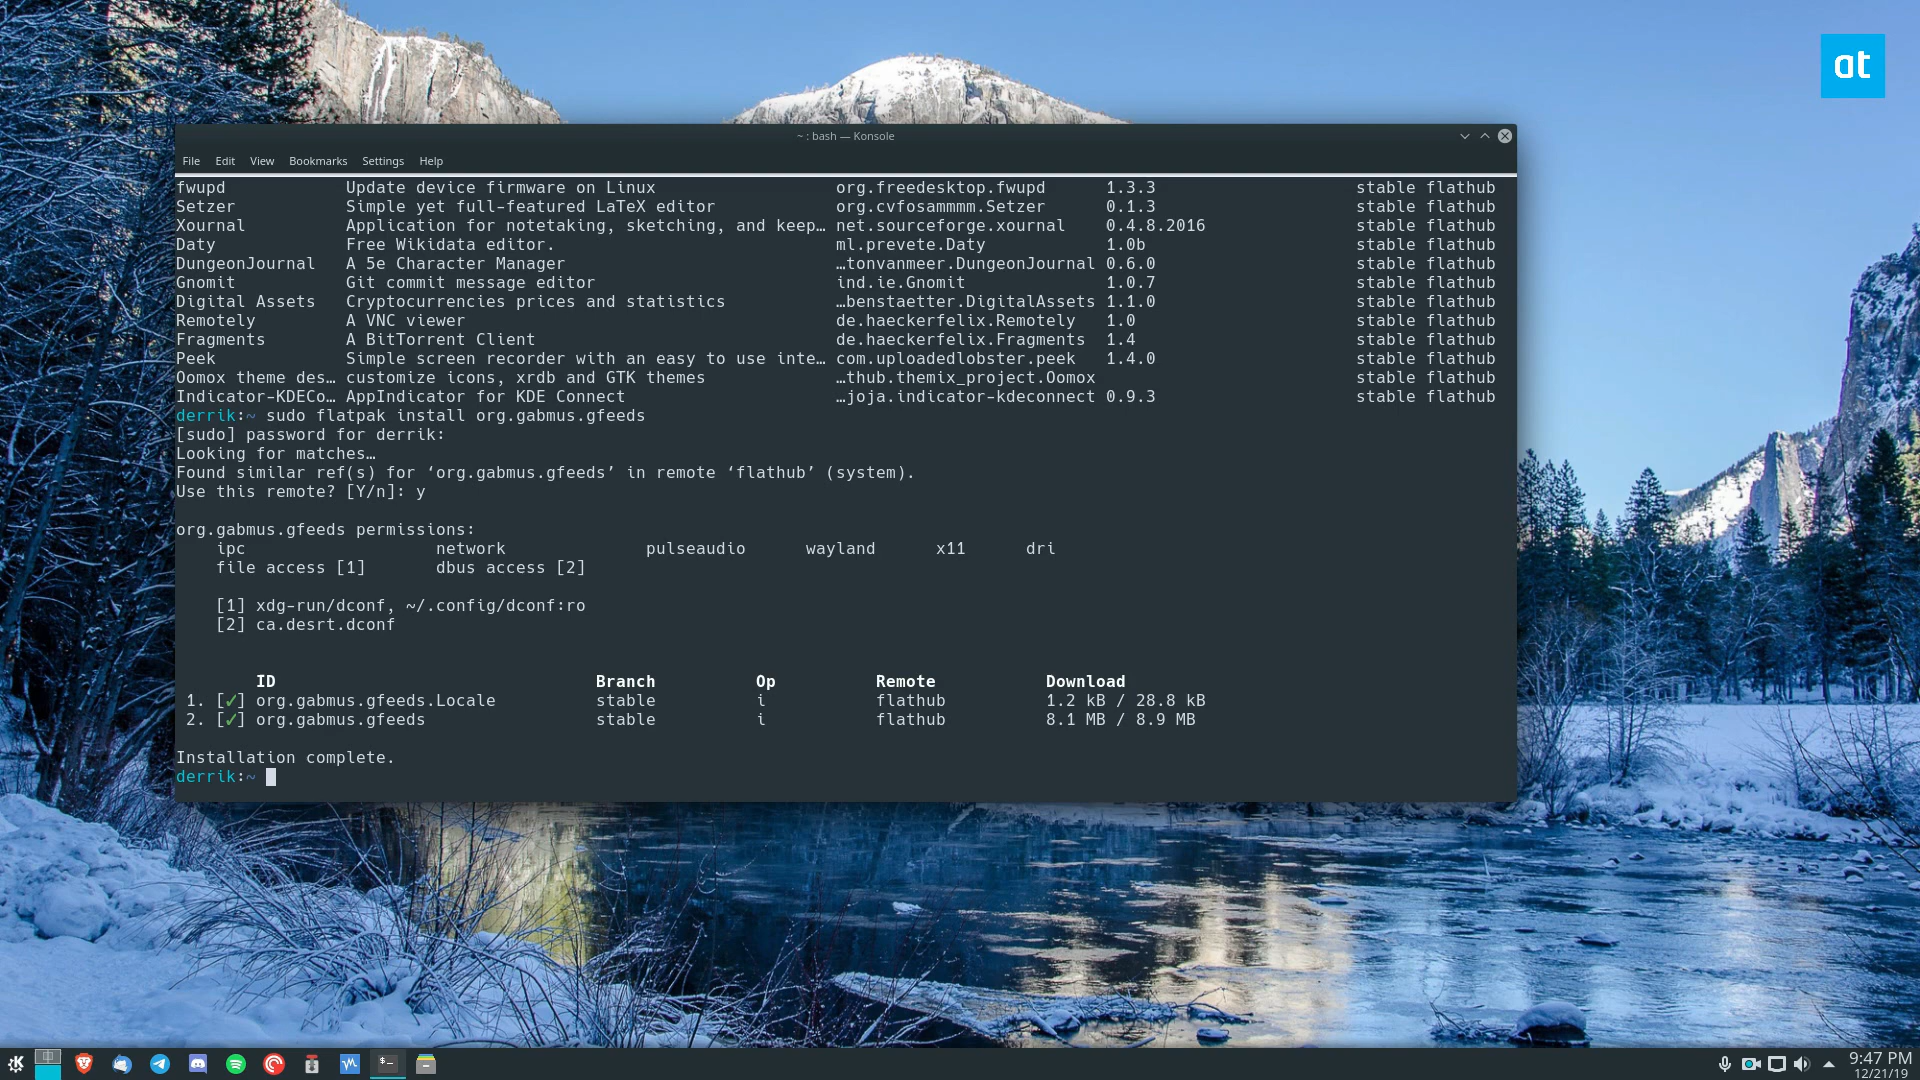 at
~ : bash — Konsole
File Edit View Bookmarks Settings Help
fwupd Update device firmware on Linux org.freedesktop.fwupd 1.3.3 stable flathub
Setzer Simple yet full-featured LaTeX editor org.cvfosammmm.Setzer 0.1.3 stable flathub
Xournal Application for notetaking, sketching, and keep… net.sourceforge.xournal 0.4.8.2016 stable flathub
Daty Free Wikidata editor. ml.prevete.Daty 1.0b stable flathub
DungeonJournal A 5e Character Manager …tonvanmeer.DungeonJournal 0.6.0 stable flathub
Gnomit Git commit message editor ind.ie.Gnomit 1.0.7 stable flathub
Digital Assets Cryptocurrencies prices and statistics …benstaetter.DigitalAssets 1.1.0 stable flathub
Remotely A VNC viewer de.haeckerfelix.Remotely 1.0 stable flathub
Fragments A BitTorrent Client de.haeckerfelix.Fragments 1.4 stable flathub
Peek Simple screen recorder with an easy to use inte… com.uploadedlobster.peek 1.4.0 stable flathub
Oomox theme des… customize icons, xrdb and GTK themes …thub.themix_project.Oomox stable flathub
Indicator-KDECo… AppIndicator for KDE Connect …joja.indicator-kdeconnect 0.9.3 stable flathub
derrik:~ sudo flatpak install org.gabmus.gfeeds
[sudo] password for derrik:
Looking for matches…
Found similar ref(s) for ‘org.gabmus.gfeeds’ in remote ‘flathub’ (system).
Use this remote? [Y/n]: y
org.gabmus.gfeeds permissions:
ipc network pulseaudio wayland x11 dri
file access [1] dbus access [2]
[1] xdg-run/dconf, ~/.config/dconf:ro
[2] ca.desrt.dconf
ID Branch Op Remote Download
1. [✓] org.gabmus.gfeeds.Locale stable i flathub 1.2 kB / 28.8 kB
2. [✓] org.gabmus.gfeeds stable i flathub 8.1 MB / 8.9 MB
Installation complete.
derrik:~
9:47 PM
12/21/19